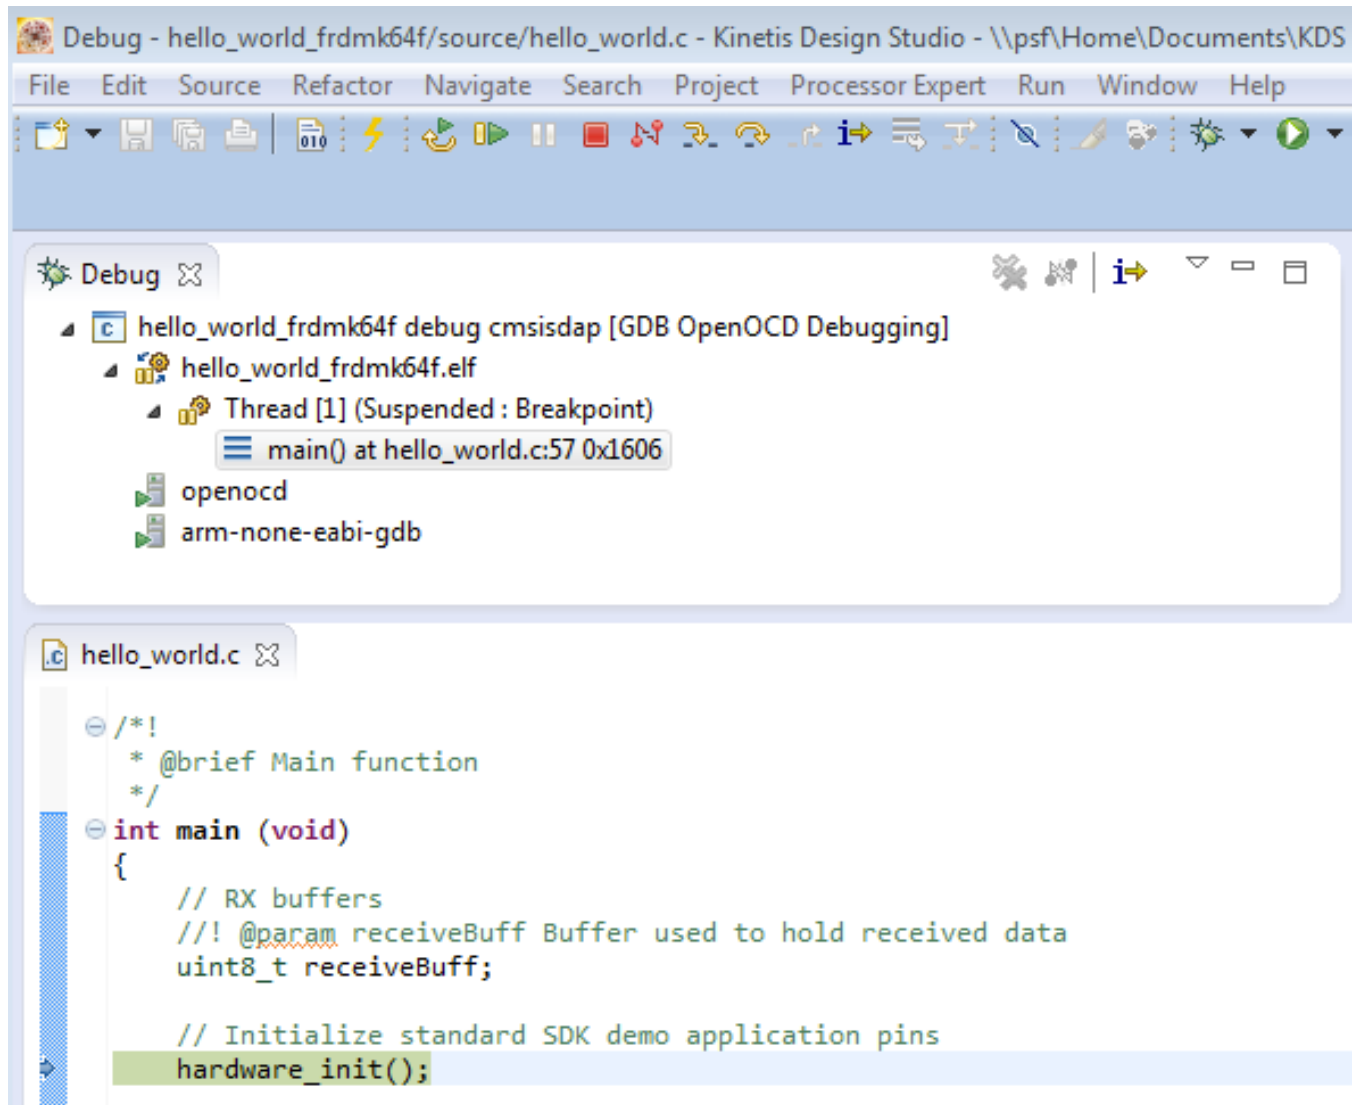 Debug - hello_world_frdmk64f/source/hello_world.c - Kinetis Design Studio - \\psf\Home\Documents\KDS
File Edit Source Refactor Navigate Search Project Processor Expert Run Window Help
010 i
Debug i
c hello_world_frdmk64f debug cmsisdap [GDB OpenOCD Debugging]
hello_world_frdmk64f.elf
Thread [1] (Suspended : Breakpoint)
main() at hello_world.c:57 0x1606
openocd
arm-none-eabi-gdb
.c hello_world.c
/*!
* @brief Main function
*/
int main (void)
{
// RX buffers
//! @param receiveBuff Buffer used to hold received data
uint8_t receiveBuff;
// Initialize standard SDK demo application pins
hardware_init();